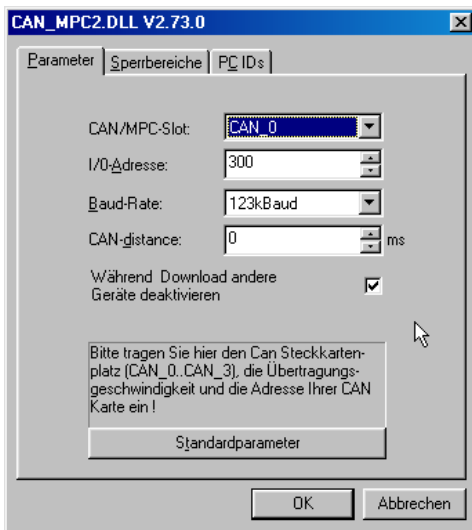 CAN_MPC2.DLL V2.73.0
Parameter Sperrbereiche PC IDs
CAN/MPC-Slot: CAN_0
I/0-Adresse: 300
Baud-Rate: 123kBaud
CAN-distance: 0 ms
Während Download andere
Geräte deaktivieren
Bitte tragen Sie hier den Can Steckkarten-
platz (CAN_0..CAN_3), die Übertragungs-
geschwindigkeit und die Adresse Ihrer CAN
Karte ein !
Standardparameter
OK Abbrechen